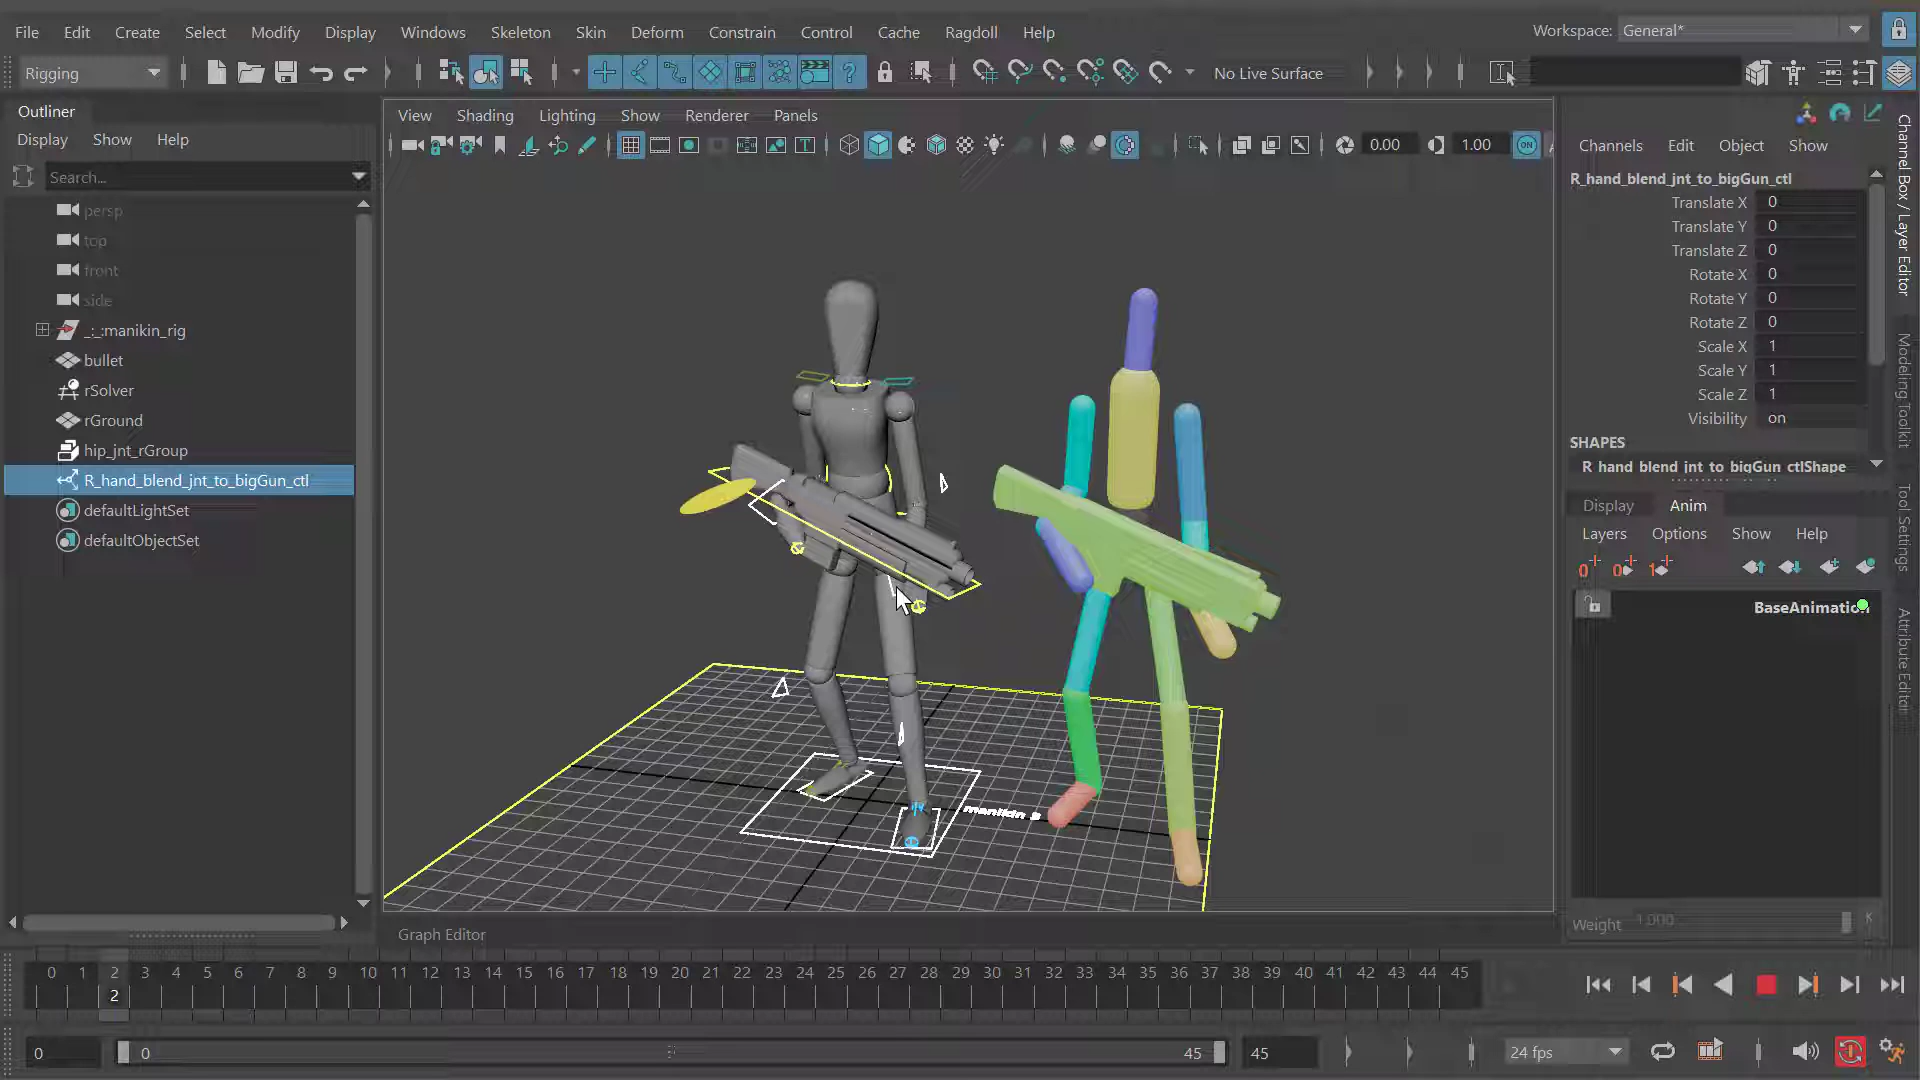 File Edit Create Select Modify Display Windows Skeleton Skin Deform Constrain Control Cache Ragdoll Help
Workspace: General*
Rigging
No Live Surface
Outliner
Display Show Help
Search...
persp
top
front
side
_:_:manikin_rig
bullet
rSolver
rGround
hip_jnt_rGroup
R_hand_blend_jnt_to_bigGun_ctl
defaultLightSet
defaultObjectSet
View Shading Lighting Show Renderer Panels
0.00
1.00
ON
Graph Editor
Channels Edit Object Show
R_hand_blend_jnt_to_bigGun_ctl
Translate X 0
Translate Y 0
Translate Z 0
Rotate X 0
Rotate Y 0
Rotate Z 0
Scale X 1
Scale Y 1
Scale Z 1
Visibility on
SHAPES
R_hand_blend_jnt_to_bigGun_ctlShape
Display Anim
Layers Options Show Help
BaseAnimation
Weight 1.000 K
Channel Box / Layer Editor
Modeling Toolkit
Tool Settings
Attribute Editor
0 1 2 3 4 5 6 7 8 9 10 11 12 13 14 15 16 17 18 19 20 21 22 23 24 25 26 27 28 29 30 31 32 33 34 35 36 37 38 39 40 41 42 43 44 45
2
0 0 45 45
24 fps